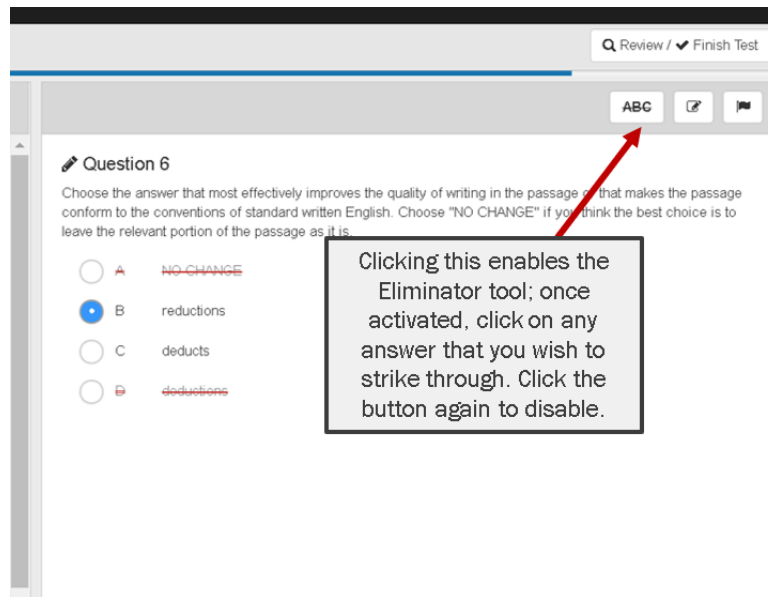 Review / Finish Test
ABC
Question 6
Choose the answer that most effectively improves the quality of writing in the passage or that makes the passage
conform to the conventions of standard written English. Choose "NO CHANGE" if you think the best choice is to
leave the relevant portion of the passage as it is.
A NO CHANGE
B reductions
C deducts
D deductions
Clicking this enables the
Eliminator tool; once
activated, click on any
answer that you wish to
strike through. Click the
button again to disable.